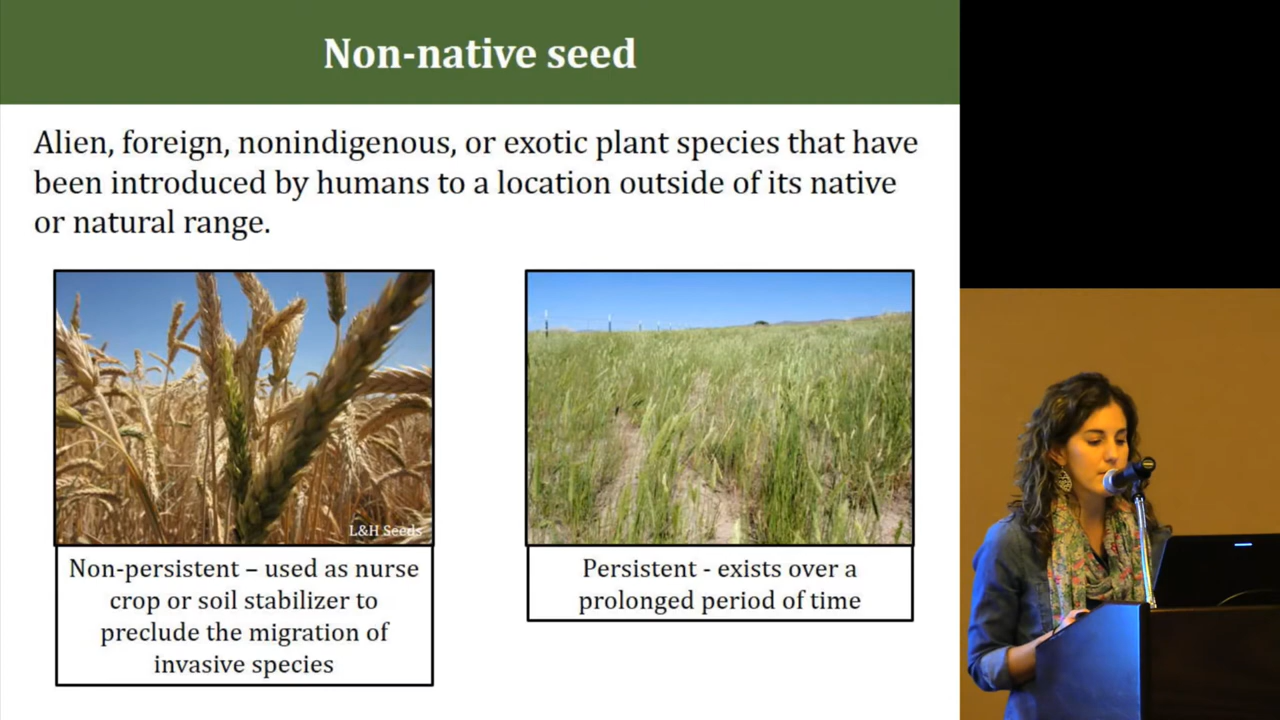 Non-native seed
Alien, foreign, nonindigenous, or exotic plant species that have
been introduced by humans to a location outside of its native
or natural range.
L&H Seeds
Non-persistent – used as nurse
crop or soil stabilizer to
preclude the migration of
invasive species
Persistent - exists over a
prolonged period of time